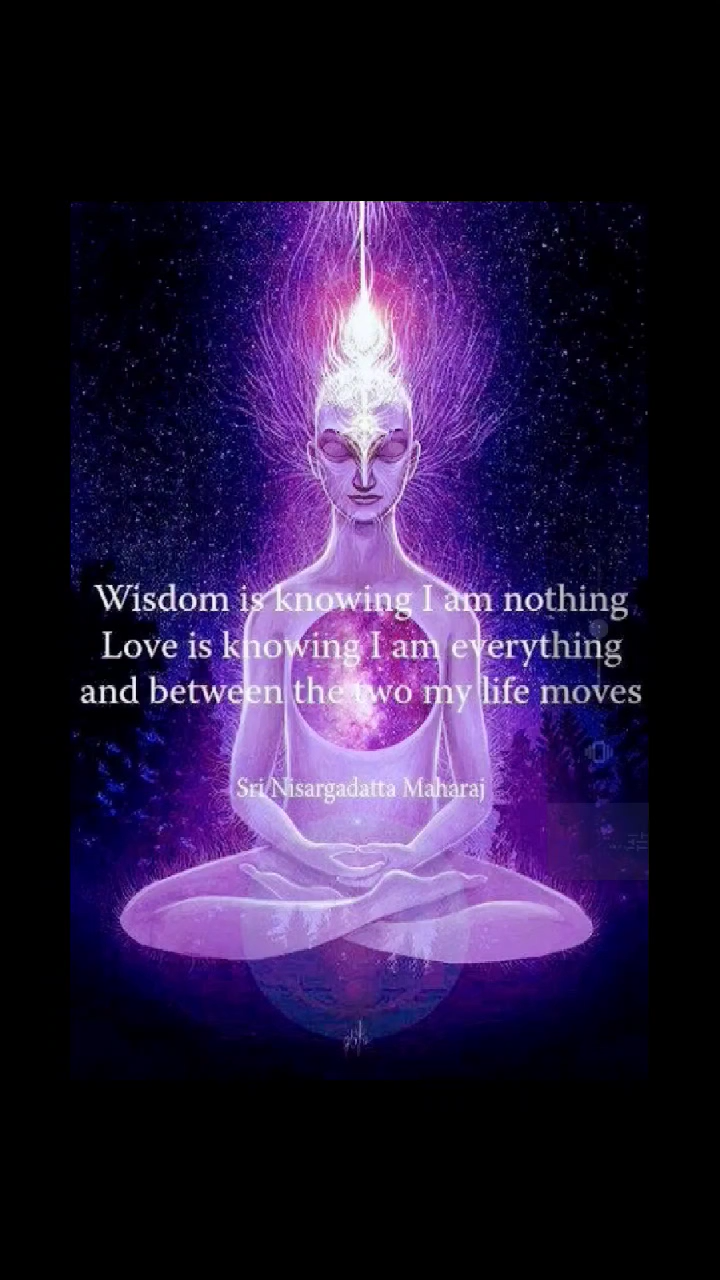 Wisdom is knowing I am nothing
Love is knowing I am everything
and between the two my life moves
Sri Nisargadatta Maharaj